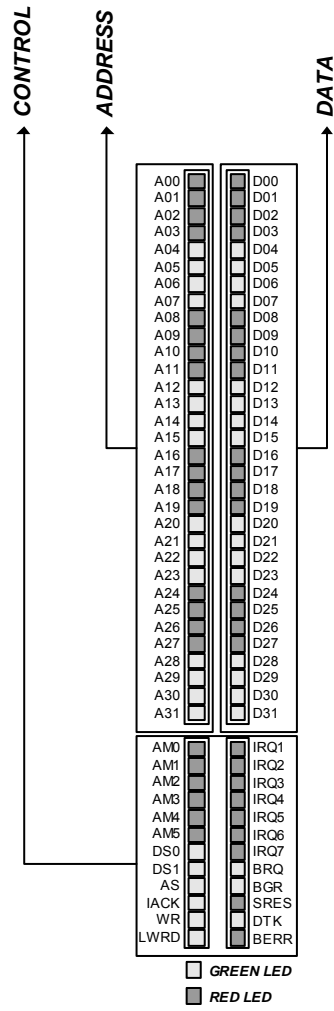 CONTROL
ADDRESS
DATA
A00 D00
A01 D01
A02 D02
A03 D03
A04 D04
A05 D05
A06 D06
A07 D07
A08 D08
A09 D09
A10 D10
A11 D11
A12 D12
A13 D13
A14 D14
A15 D15
A16 D16
A17 D17
A18 D18
A19 D19
A20 D20
A21 D21
A22 D22
A23 D23
A24 D24
A25 D25
A26 D26
A27 D27
A28 D28
A29 D29
A30 D30
A31 D31
AM0 IRQ1
AM1 IRQ2
AM2 IRQ3
AM3 IRQ4
AM4 IRQ5
AM5 IRQ6
DS0 IRQ7
DS1 BRQ
AS BGR
IACK SRES
WR DTK
LWRD BERR
GREEN LED
RED LED